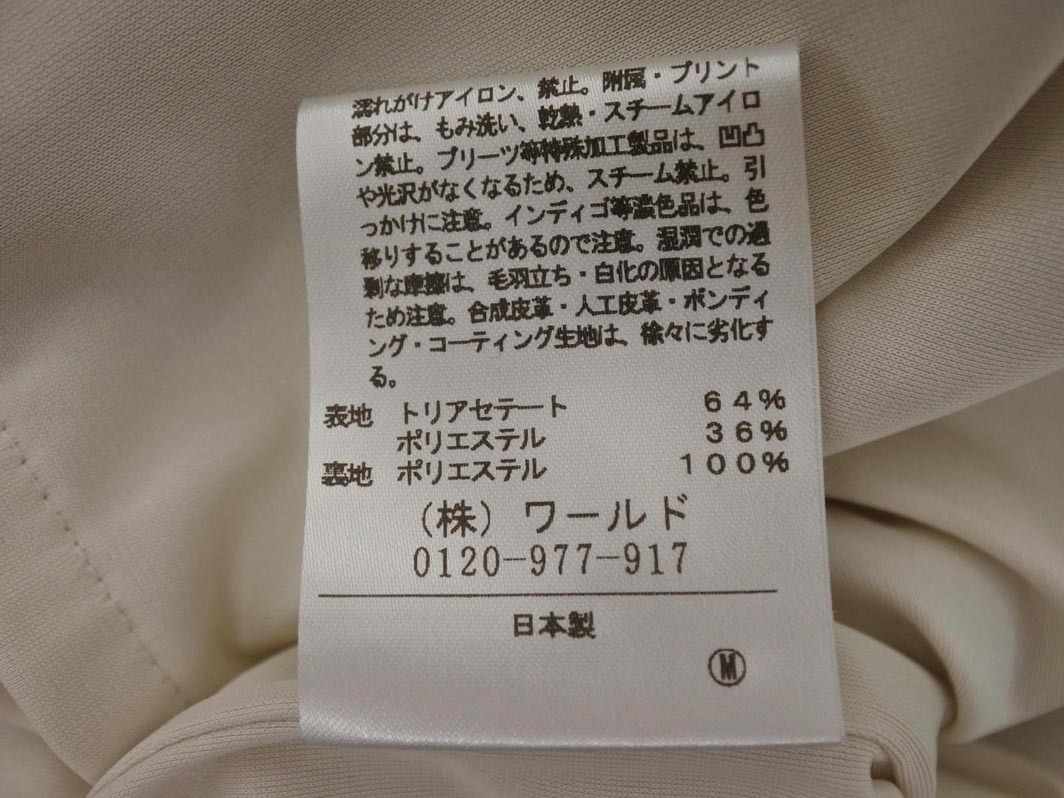 濡れがけアイロン、禁止。附属・プリント
部分は、もみ洗い、乾熱・スチームアイロ
ン禁止。プリーツ等特殊加工製品は、凹凸
や光沢がなくなるため、スチーム禁止。引
っかけに注意。インディゴ等濃色品は、色
移りすることがあるので注意。湿潤での過
剰な摩擦は、毛羽立ち・白化の原因となる
ため注意。合成皮革・人工皮革・ボンディ
ング・コーティング生地は、徐々に劣化す
る。
表地 トリアセテート 64%
ポリエステル 36%
裏地 ポリエステル 100%
(株)ワールド
0120-977-917
日本製
Ⓜ